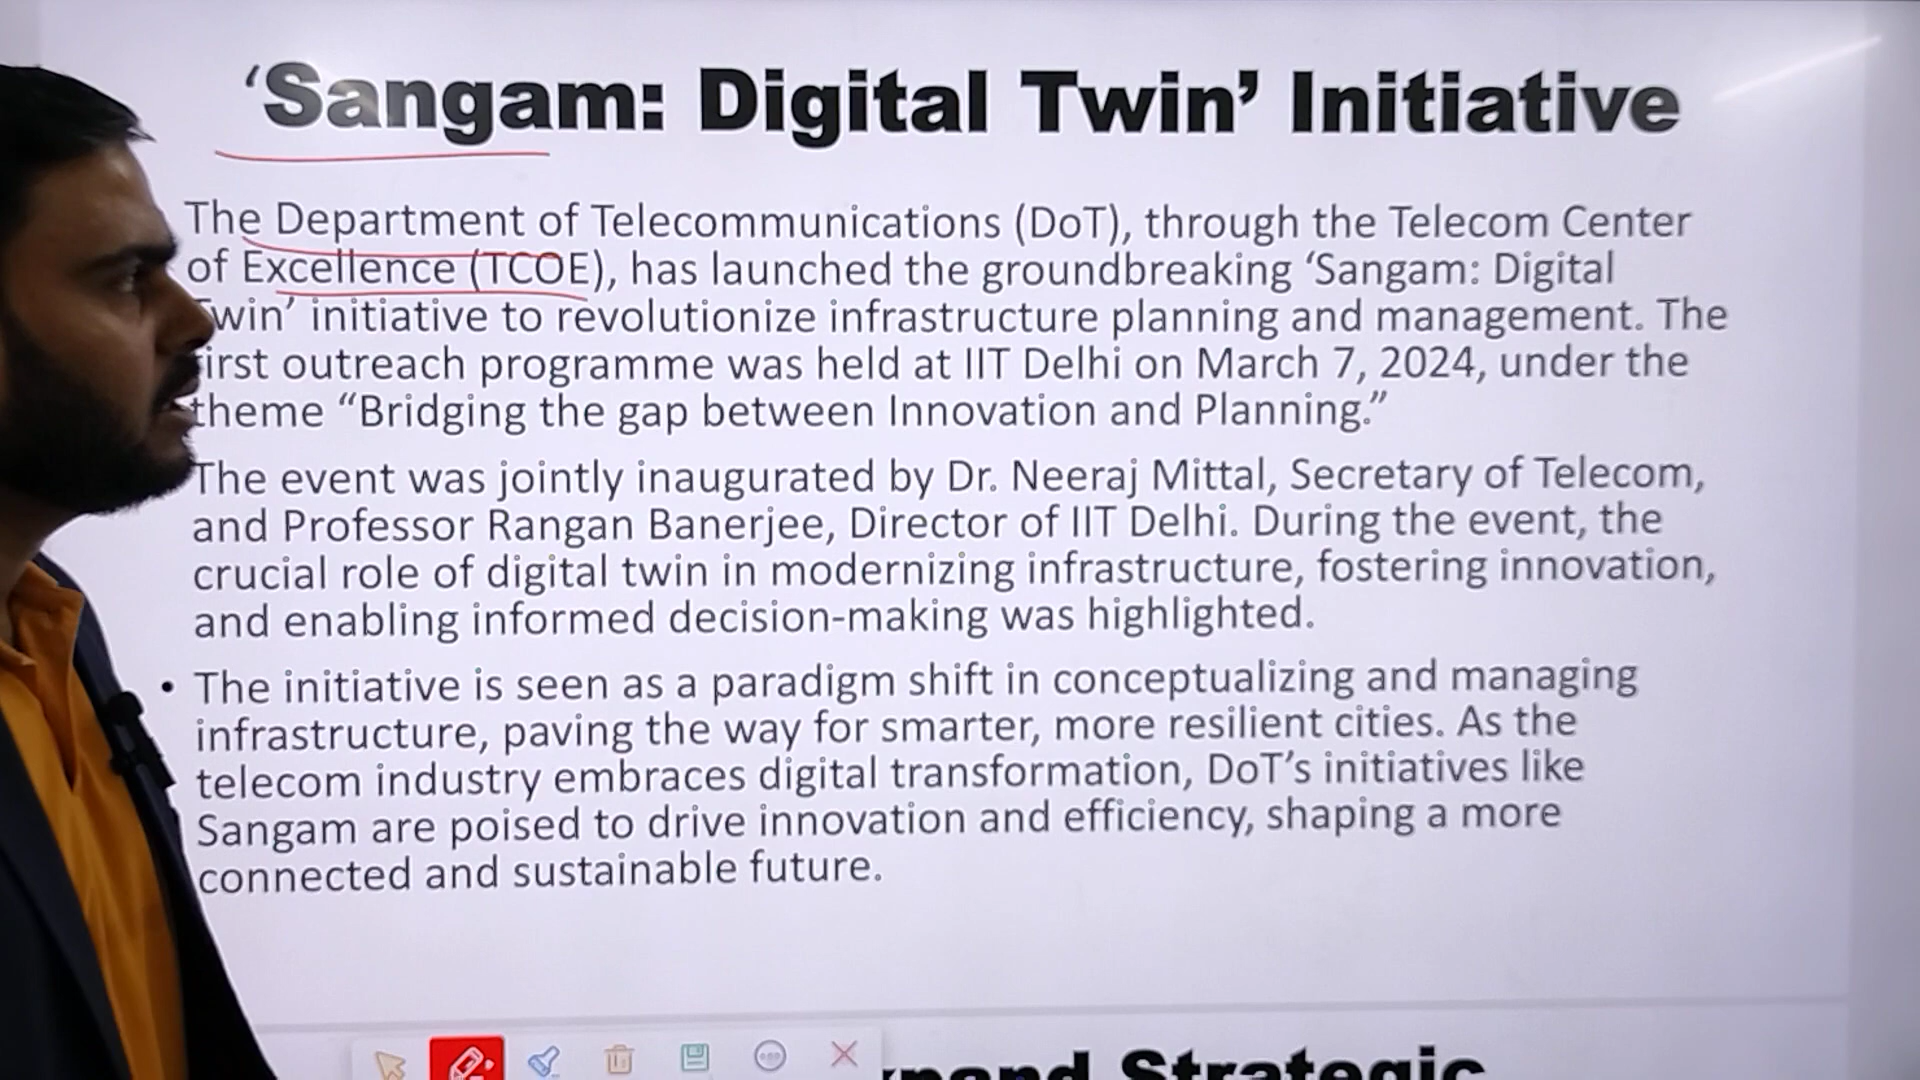 ‘Sangam: Digital Twin’ Initiative
The Department of Telecommunications (DoT), through the Telecom Center
of Excellence (TCOE), has launched the groundbreaking ‘Sangam: Digital
Twin’ initiative to revolutionize infrastructure planning and management. The
first outreach programme was held at IIT Delhi on March 7, 2024, under the
theme “Bridging the gap between Innovation and Planning.”
The event was jointly inaugurated by Dr. Neeraj Mittal, Secretary of Telecom,
and Professor Rangan Banerjee, Director of IIT Delhi. During the event, the
crucial role of digital twin in modernizing infrastructure, fostering innovation,
and enabling informed decision-making was highlighted.
• The initiative is seen as a paradigm shift in conceptualizing and managing
infrastructure, paving the way for smarter, more resilient cities. As the
telecom industry embraces digital transformation, DoT’s initiatives like
Sangam are poised to drive innovation and efficiency, shaping a more
connected and sustainable future.
Strategic